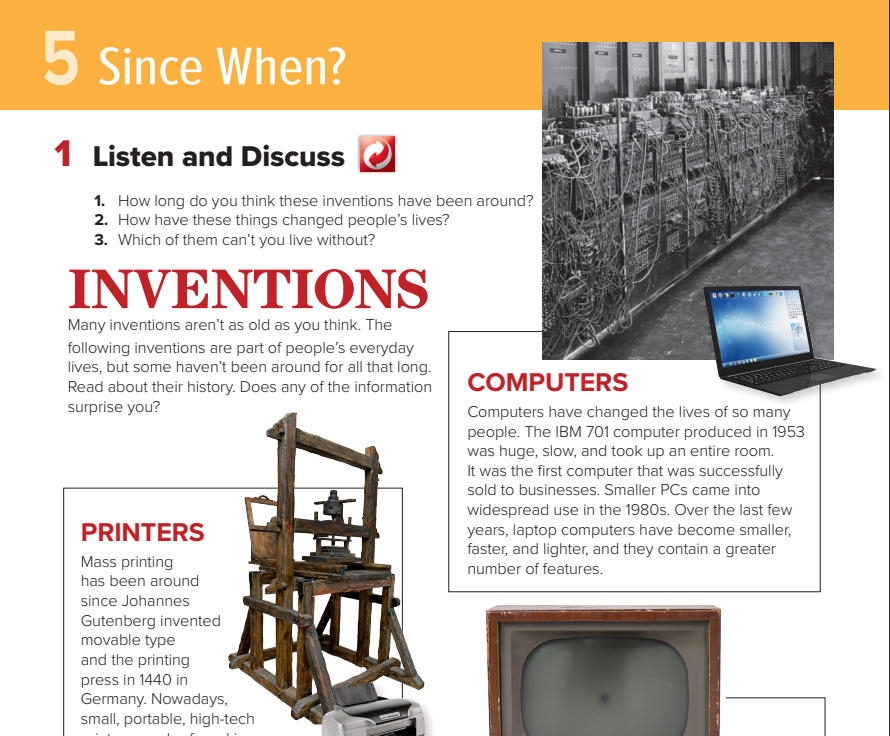 5 Since When?
1 Listen and Discuss
1. How long do you think these inventions have been around?
2. How have these things changed people's lives?
3. Which of them can't you live without?
INVENTIONS
Many inventions aren't as old as you think. The
following inventions are part of people's everyday
lives, but some haven't been around for all that long.
Read about their history. Does any of the information
surprise you?
PRINTERS
Mass printing
has been around
since Johannes
Gutenberg invented
movable type
and the printing
press in 1440 in
Germany. Nowadays,
small, portable, high-tech
COMPUTERS
Computers have changed the lives of so many
people. The IBM 701 computer produced in 1953
was huge, slow, and took up an entire room.
It was the first computer that was successfully
sold to businesses. Smaller PCs came into
widespread use in the 1980s. Over the last few
years, laptop computers have become smaller,
faster, and lighter, and they contain a greater
number of features.